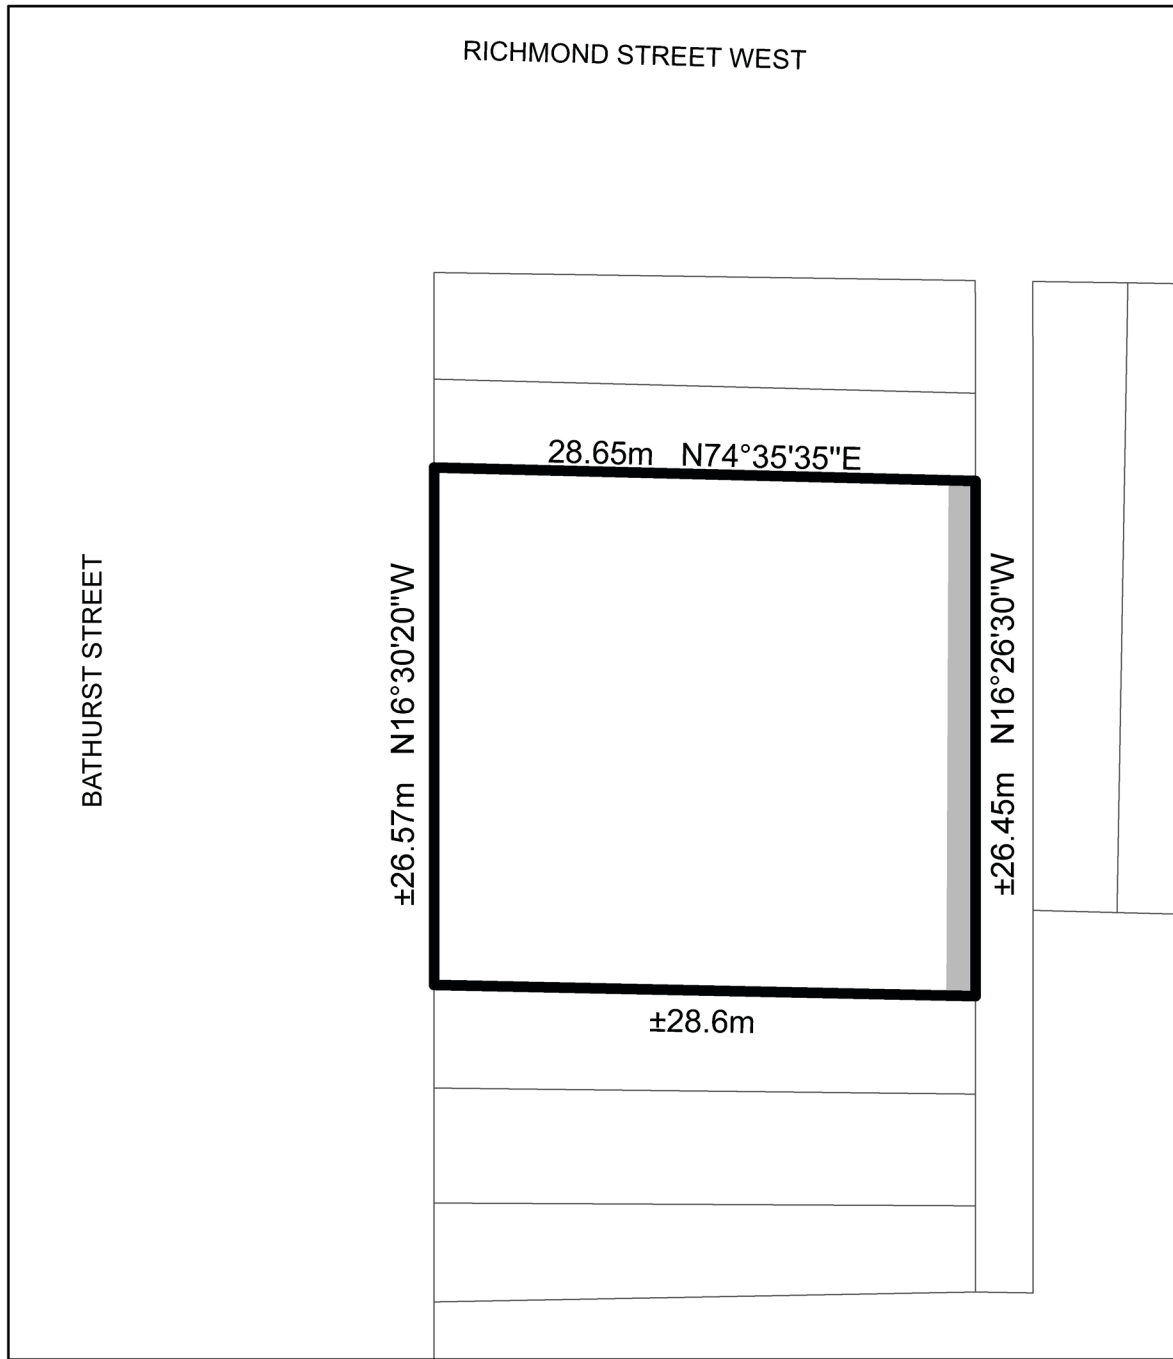 RICHMOND STREET WEST
28.65m N74°35'35"E
BATHURST STREET
±26.57m N16°30'20"W
±26.45m N16°26'30"W
±28.6m